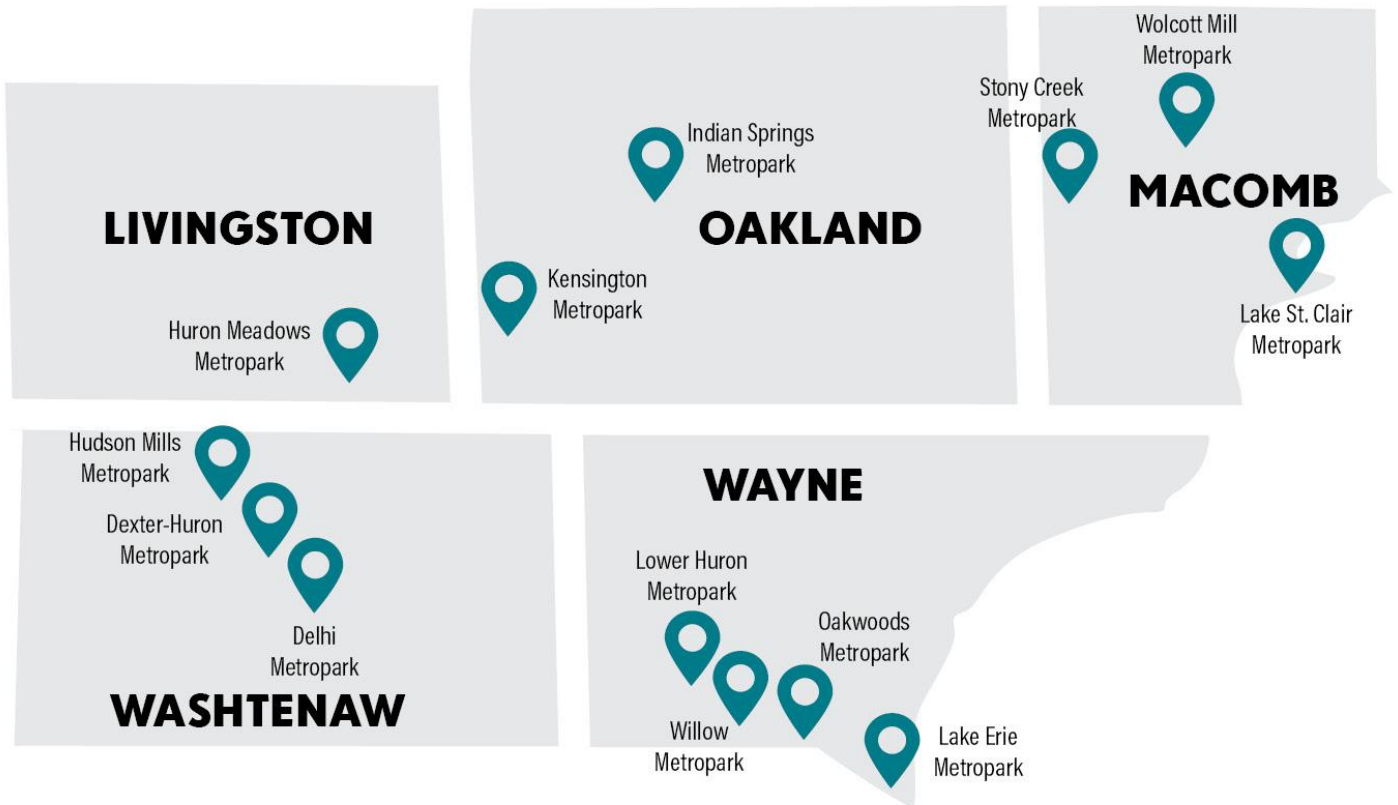 Wolcott Mill
Metropark
Stony Creek
Metropark
Indian Springs
Metropark
MACOMB
LIVINGSTON
OAKLAND
Kensington
Metropark
Huron Meadows
Metropark
Lake St. Clair
Metropark
Hudson Mills
Metropark
WAYNE
Dexter-Huron
Metropark
Lower Huron
Metropark
Oakwoods
Metropark
Delhi
Metropark
WASHTENAW
Willow
Metropark
Lake Erie
Metropark